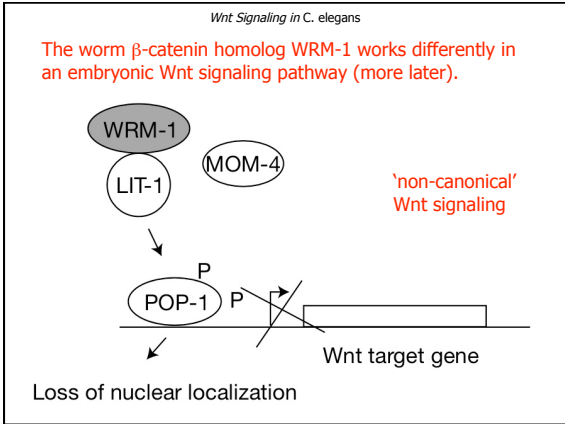 Wnt Signaling in C. elegans
The worm β-catenin homolog WRM-1 works differently in
an embryonic Wnt signaling pathway (more later).
WRM-1
MOM-4
LIT-1
'non-canonical'
Wnt signaling
P
POP-1
P
Wnt target gene
Loss of nuclear localization